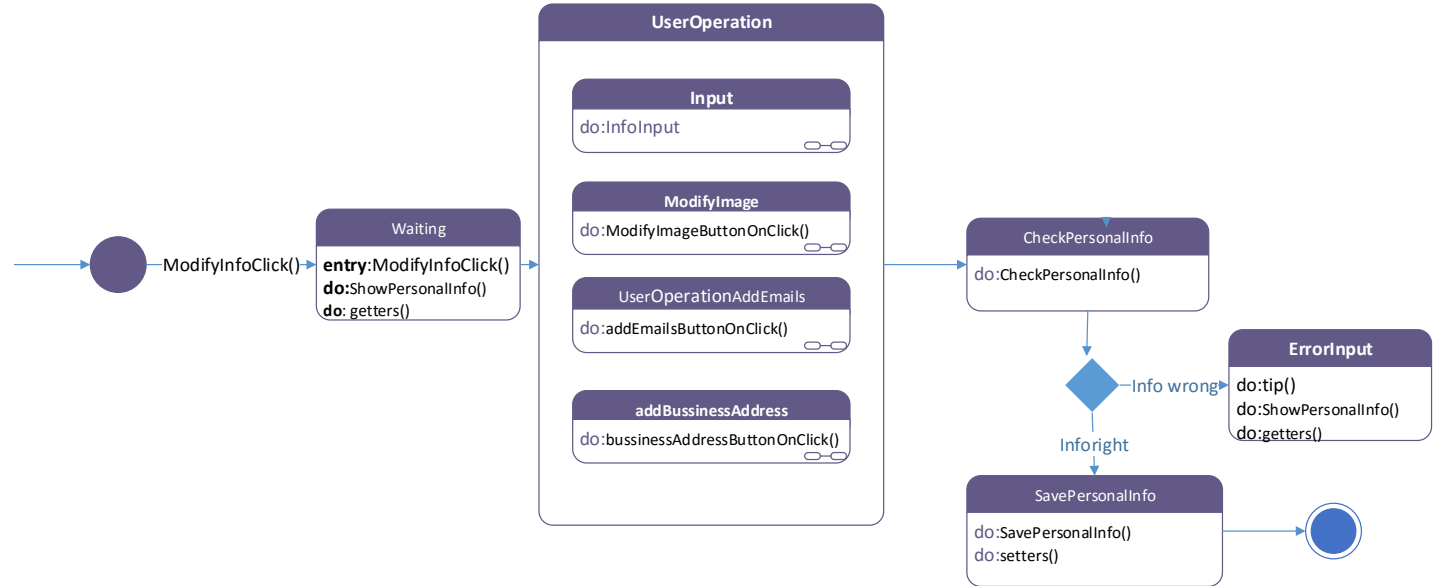 UserOperation
Input
do:InfoInput
ModifyImage
do:ModifyImageButtonOnClick()
UserOperationAddEmails
do:addEmailsButtonOnClick()
addBussinessAddress
do:bussinessAddressButtonOnClick()
ModifyInfoClick()
Waiting
entry:ModifyInfoClick()
do:ShowPersonalInfo()
do: getters()
CheckPersonalInfo
do:CheckPersonalInfo()
Info wrong
ErrorInput
do:tip()
do:ShowPersonalInfo()
do:getters()
Inforight
SavePersonalInfo
do:SavePersonalInfo()
do:setters()